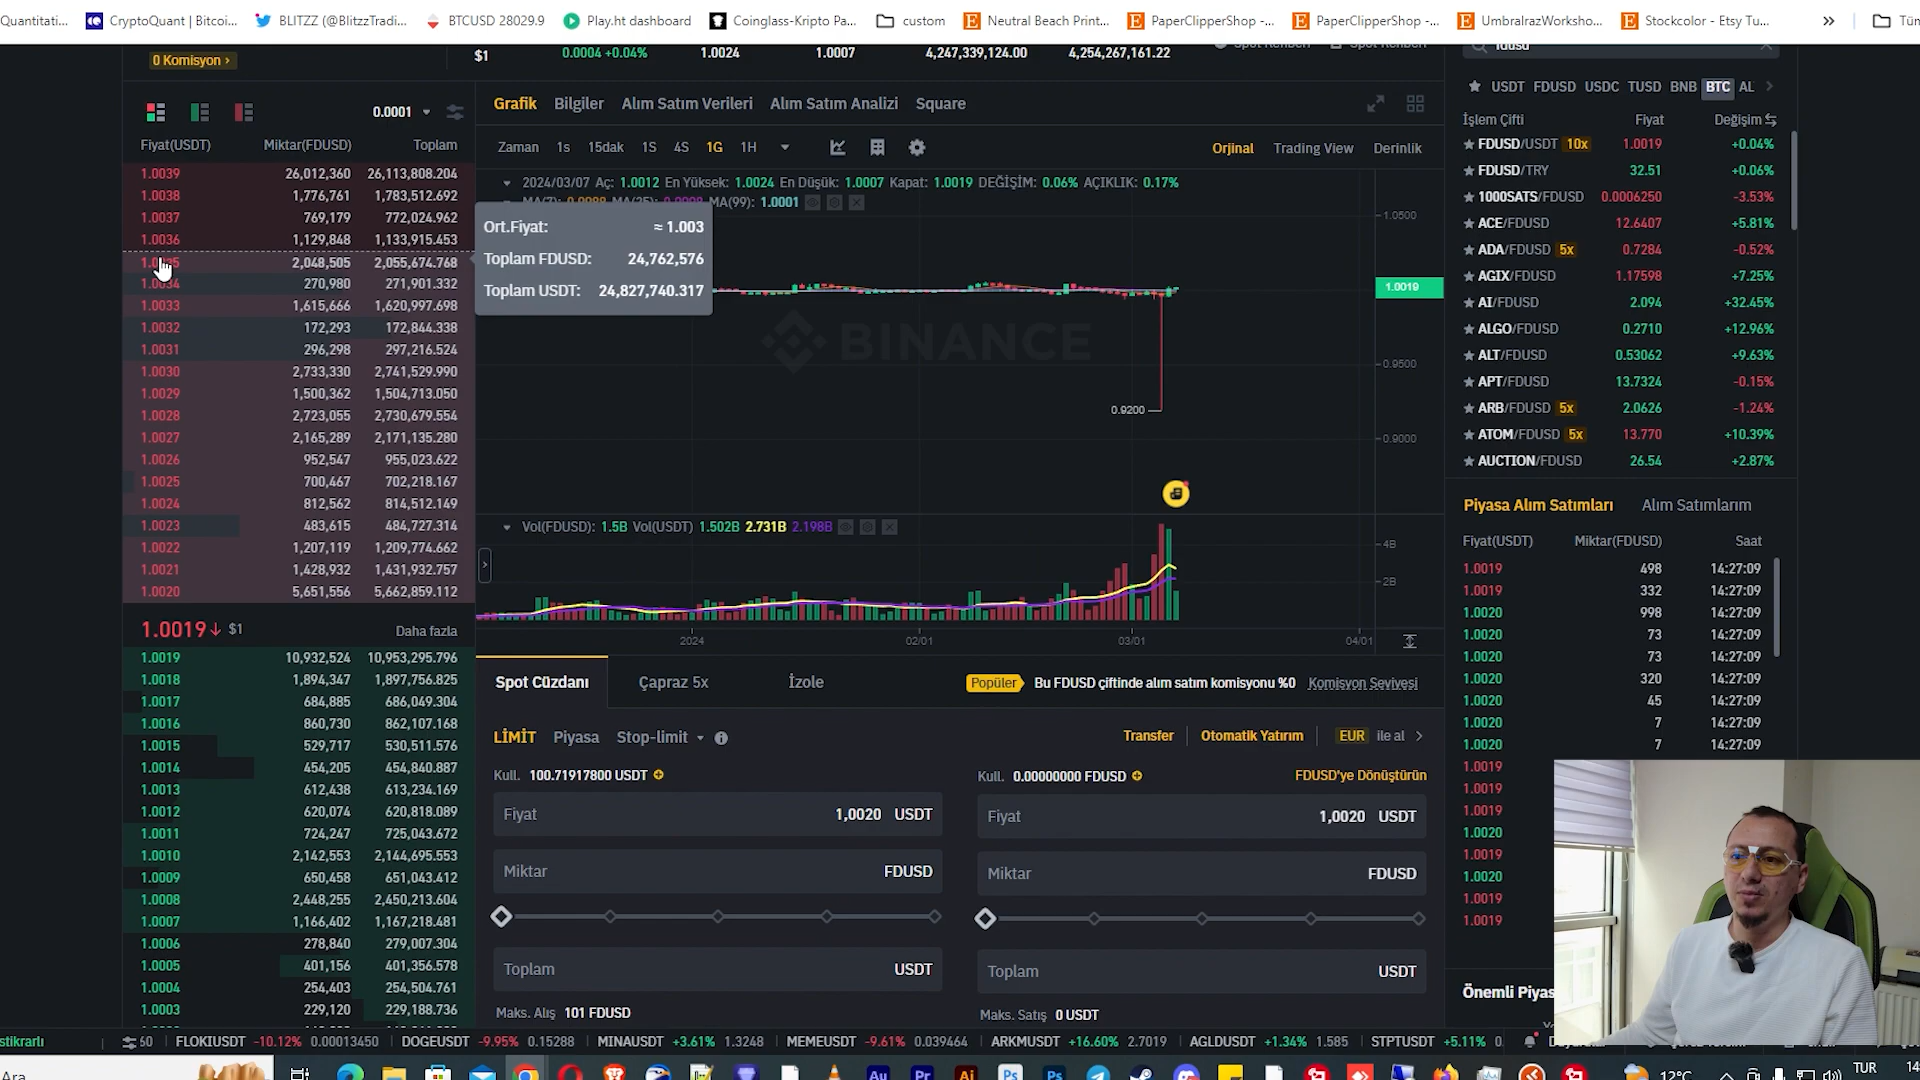 Quantitati... CryptoQuant | Bitcoi... BLITZZ (@BlitzzTradi... BTCUSD 28029.9 Play.ht dashboard Coinglass-Kripto Pa... custom Neutral Beach Print... PaperClipperShop -... PaperClipperShop -... UmbralrazWorksho... Stockcolor - Etsy Tu... » Tün
0 Komisyon ›
$1 0.0004 +0.04% 1.0024 1.0007 4,247,339,124.00 4,254,267,161.22
fdusd
0.0001
Fiyat(USDT) Miktar(FDUSD) Toplam
1.0039 26,012,360 26,113,808.204
1.0038 1,776,761 1,783,512.692
1.0037 769,179 772,024.962
1.0036 1,129,848 1,133,915.453
2,048,505 2,055,674.768
1.0034 270,980 271,901.332
1.0033 1,615,666 1,620,997.698
1.0032 172,293 172,844.338
1.0031 296,298 297,216.524
1.0030 2,733,330 2,741,529.990
1.0029 1,500,362 1,504,713.050
1.0028 2,723,055 2,730,679.554
1.0027 2,165,289 2,171,135.280
1.0026 952,547 955,023.622
1.0025 700,467 702,218.167
1.0024 812,562 814,512.149
1.0023 483,615 484,727.314
1.0022 1,207,119 1,209,774.662
1.0021 1,428,932 1,431,932.757
1.0020 5,651,556 5,662,859.112
1.0019↓ $1 Daha fazla
1.0019 10,932,524 10,953,295.796
1.0018 1,894,347 1,897,756.825
1.0017 684,885 686,049.304
1.0016 860,730 862,107.168
1.0015 529,717 530,511.576
1.0014 454,205 454,840.887
1.0013 612,438 613,234.169
1.0012 620,074 620,818.089
1.0011 724,247 725,043.672
1.0010 2,142,553 2,144,695.553
1.0009 650,458 651,043.412
1.0008 2,448,255 2,450,213.604
1.0007 1,166,402 1,167,218.481
1.0006 278,840 279,007.304
1.0005 401,156 401,356.578
1.0004 254,403 254,504.761
1.0003 229,120 229,188.736
Grafik Bilgiler Alım Satım Verileri Alım Satım Analizi Square
Zaman 1s 15dak 1S 4S 1G 1H
Orjinal Trading View Derinlik
2024/03/07 Aç: 1.0012 En Yüksek: 1.0024 En Düşük: 1.0007 Kapat: 1.0019 DEĞİŞİM: 0.06% AÇIKLIK: 0.17%
MA(99): 1.0001
Ort.Fiyat: ≈ 1.003
Toplam FDUSD: 24,762,576
Toplam USDT: 24,827,740.317
1.0500
1.0019
BINANCE
0.9500
0.9200
0.9000
Vol(FDUSD): 1.5B Vol(USDT) 1.502B 2.731B 2.198B
4B
2B
2024 02/01 03/01 04/01
Spot Cüzdanı Çapraz 5x İzole
Popüler Bu FDUSD çiftinde alım satım komisyonu %0 Komisyon Seviyesi
LİMİT Piyasa Stop-limit
Transfer Otomatik Yatırım EUR ile al
Kull. 100.71917800 USDT
Fiyat 1,0020 USDT
Miktar FDUSD
Toplam USDT
Maks. Alış 101 FDUSD
Kull. 0.00000000 FDUSD FDUSD'ye Dönüştürün
Fiyat 1,0020 USDT
Miktar FDUSD
Toplam USDT
Maks. Satış 0 USDT
USDT FDUSD USDC TUSD BNB BTC AL
İşlem Çifti Fiyat Değişim
FDUSD/USDT 10x 1.0019 +0.04%
FDUSD/TRY 32.51 +0.06%
1000SATS/FDUSD 0.0006250 -3.53%
ACE/FDUSD 12.6407 +5.81%
ADA/FDUSD 5x 0.7284 -0.52%
AGIX/FDUSD 1.17598 +7.25%
AI/FDUSD 2.094 +32.45%
ALGO/FDUSD 0.2710 +12.96%
ALT/FDUSD 0.53062 +9.63%
APT/FDUSD 13.7324 -0.15%
ARB/FDUSD 5x 2.0626 -1.24%
ATOM/FDUSD 5x 13.770 +10.39%
AUCTION/FDUSD 26.54 +2.87%
Piyasa Alım Satımları Alım Satımlarım
Fiyat(USDT) Miktar(FDUSD) Saat
1.0019 498 14:27:09
1.0019 332 14:27:09
1.0020 998 14:27:09
1.0020 73 14:27:09
1.0020 73 14:27:09
1.0020 320 14:27:09
1.0020 45 14:27:09
1.0020 7 14:27:09
1.0020 7 14:27:09
1.0019
1.0019
1.0019
1.0020
1.0019
1.0020
1.0019
1.0019
Önemli Piyas
stikrarlı 60 FLOKIUSDT -10.12% 0.00013450 DOGEUSDT -9.95% 0.15288 MINAUSDT +3.61% 1.3248 MEMEUSDT -9.61% 0.039464 ARKMUSDT +16.60% 2.7019 AGLDUSDT +1.34% 1.585 STPTUSDT +5.11% 0.
Ara 12°C TUR 14